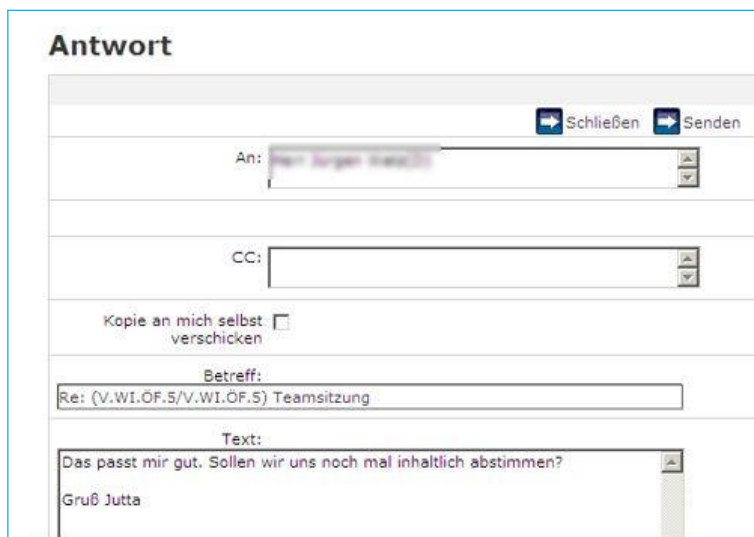 Antwort
Schließen Senden
An:
CC:
Kopie an mich selbst
verschicken
Betreff:
Re: (V.WI.ÖF.5/V.WI.ÖF.5) Teamsitzung
Text:
Das passt mir gut. Sollen wir uns noch mal inhaltlich abstimmen?
Gruß Jutta